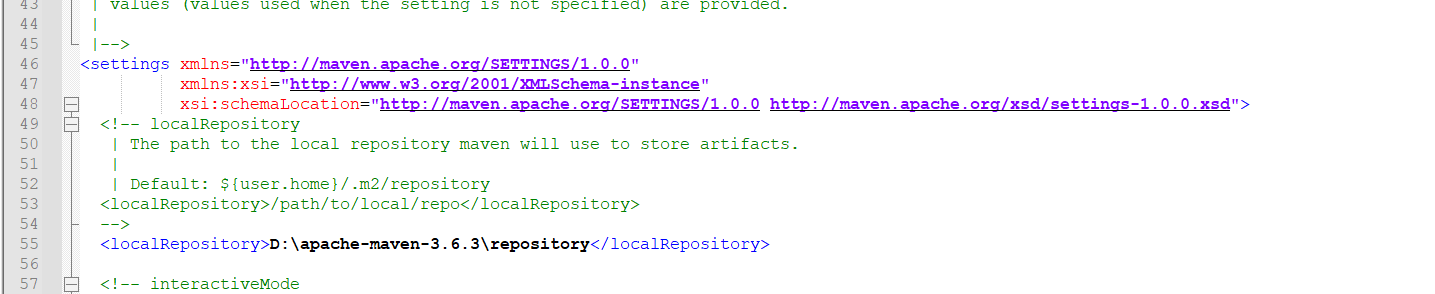 43 | values (values used when the setting is not specified) are provided.
44 |
45 |-->
46 <settings xmlns="http://maven.apache.org/SETTINGS/1.0.0"
47 xmlns:xsi="http://www.w3.org/2001/XMLSchema-instance"
48 xsi:schemaLocation="http://maven.apache.org/SETTINGS/1.0.0 http://maven.apache.org/xsd/settings-1.0.0.xsd">
49 <!-- localRepository
50 | The path to the local repository maven will use to store artifacts.
51 |
52 | Default: ${user.home}/.m2/repository
53 <localRepository>/path/to/local/repo</localRepository>
54 -->
55 <localRepository>D:\apache-maven-3.6.3\repository</localRepository>
56
57 <!-- interactiveMode